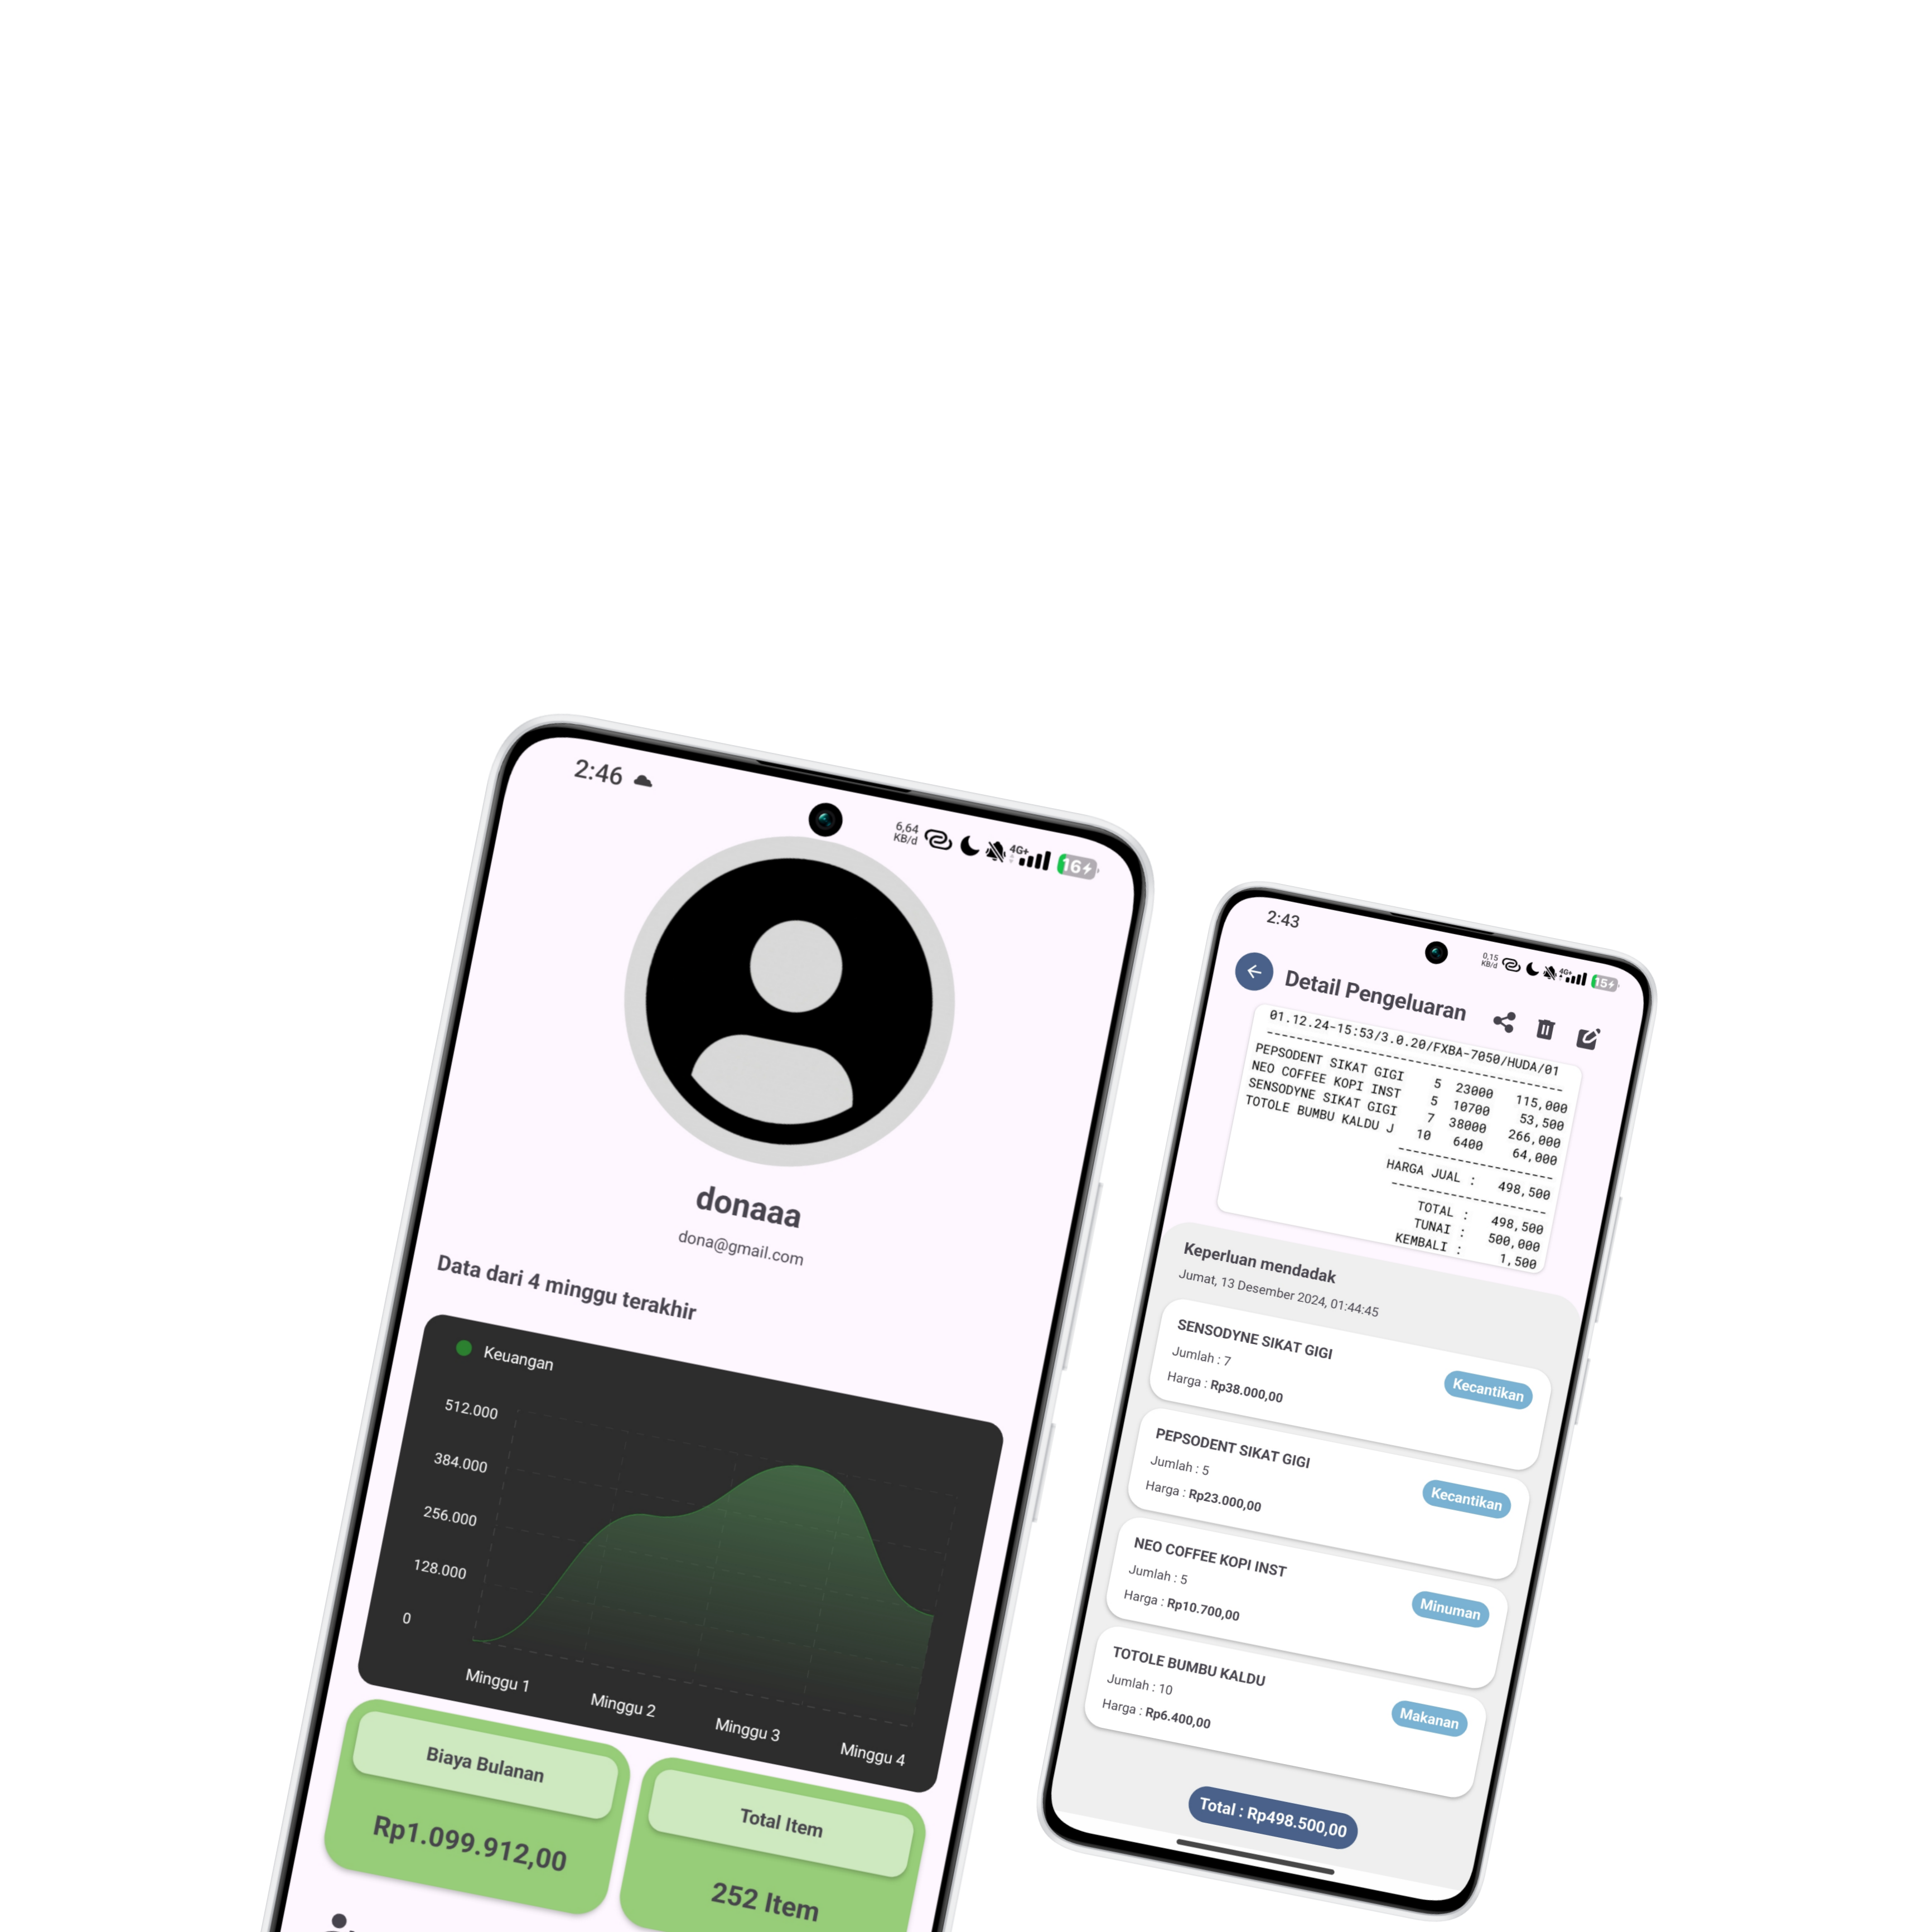 2:46
6,64
KB/d
4G+
16
donaaa
dona@gmail.com
Data dari 4 minggu terakhir
Keuangan
512.000
384.000
256.000
128.000
0
Minggu 1
Minggu 2
Minggu 3
Minggu 4
Biaya Bulanan
Rp1.099.912,00
Total Item
252 Item
2:43
0,15
KB/d
4G+
15
Detail Pengeluaran
01.12.24-15:53/3.0.20/FXBA-7050/HUDA/01
PEPSODENT SIKAT GIGI 5 23000 115,000
NEO COFFEE KOPI INST 5 10700 53,500
SENSODYNE SIKAT GIGI 7 38000 266,000
TOTOLE BUMBU KALDU J 10 6400 64,000
HARGA JUAL : 498,500
TOTAL : 498,500
TUNAI : 500,000
KEMBALI : 1,500
Keperluan mendadak
Jumat, 13 Desember 2024, 01:44:45
SENSODYNE SIKAT GIGI
Jumlah : 7
Harga : Rp38.000,00
Kecantikan
PEPSODENT SIKAT GIGI
Jumlah : 5
Harga : Rp23.000,00
Kecantikan
NEO COFFEE KOPI INST
Jumlah : 5
Harga : Rp10.700,00
Minuman
TOTOLE BUMBU KALDU
Jumlah : 10
Harga : Rp6.400,00
Makanan
Total : Rp498.500,00